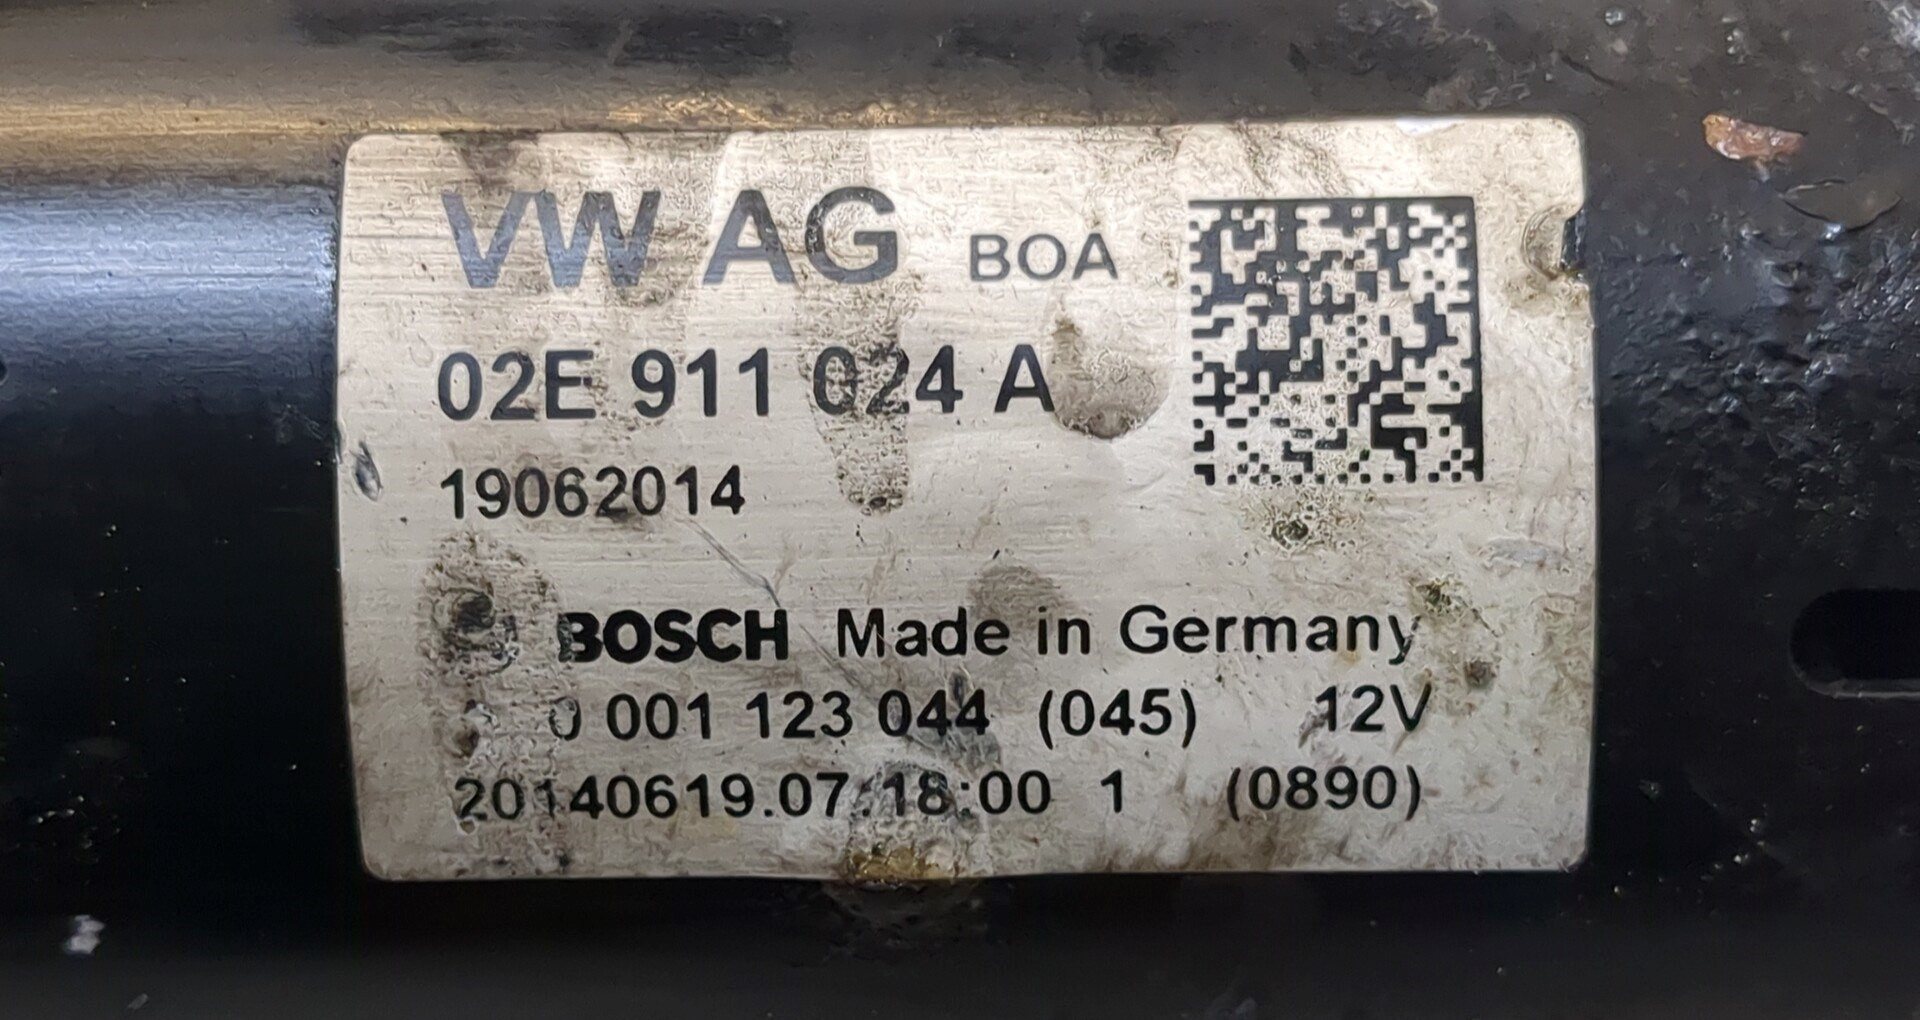 VW AG BOA
02E 911 024 A
19062014
BOSCH Made in Germany
0 001 123 044 (045) 12V
20140619.07:18:00 1 (0890)